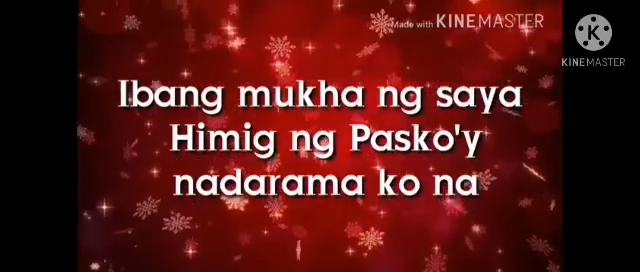 Made with KINEMASTER
KINEMASTER
Ibang mukha ng saya
Himig ng Pasko'y
nadarama ko na